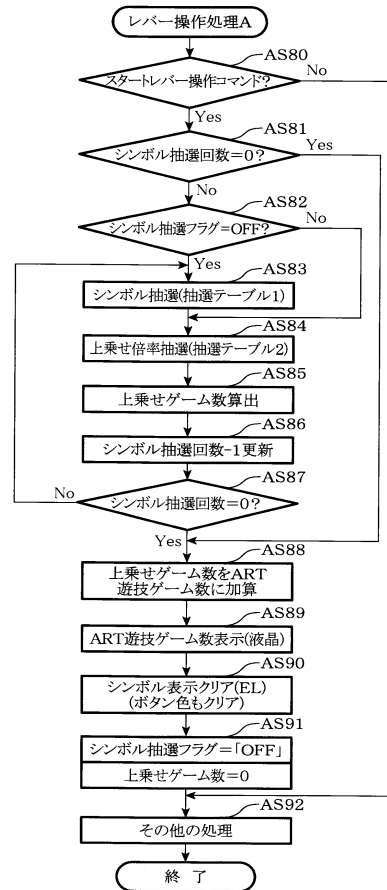 レバー操作処理A
AS80
スタートレバー操作コマンド?
No
Yes
AS81
シンボル抽選回数=0?
Yes
No
AS82
シンボル抽選フラグ=OFF?
No
Yes
AS83
シンボル抽選(抽選テーブル1)
AS84
上乗せ倍率抽選(抽選テーブル2)
AS85
上乗せゲーム数算出
AS86
シンボル抽選回数-1更新
AS87
シンボル抽選回数=0?
No
Yes
AS88
上乗せゲーム数をART
遊技ゲーム数に加算
AS89
ART遊技ゲーム数表示(液晶)
AS90
シンボル表示クリア(EL)
(ボタン色もクリア)
AS91
シンボル抽選フラグ=「OFF」
上乗せゲーム数=0
AS92
その他の処理
終 了